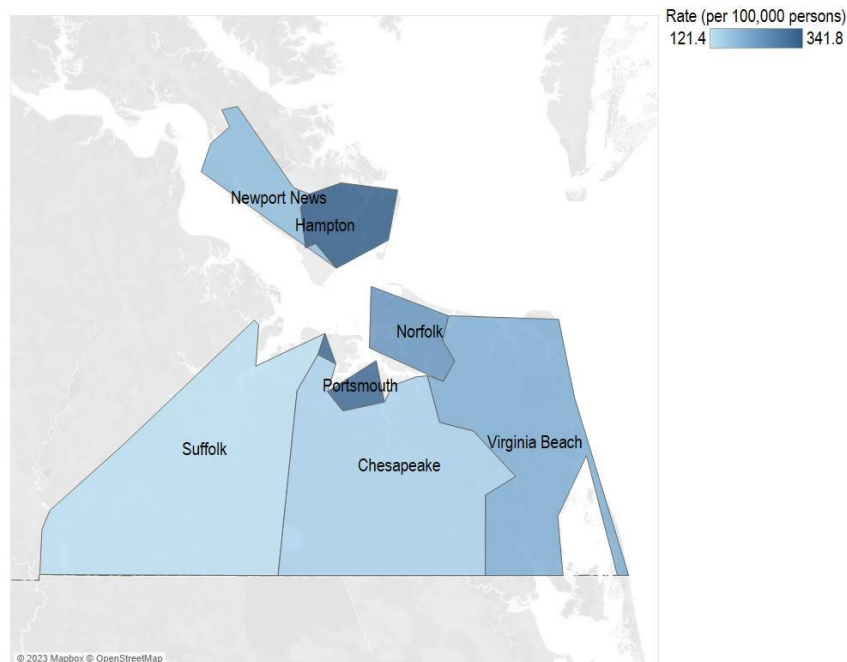 Rate (per 100,000 persons)
121.4 341.8
Newport News
Hampton
Norfolk
Portsmouth
Virginia Beach
Suffolk
Chesapeake
© 2023 Mapbox © OpenStreetMap